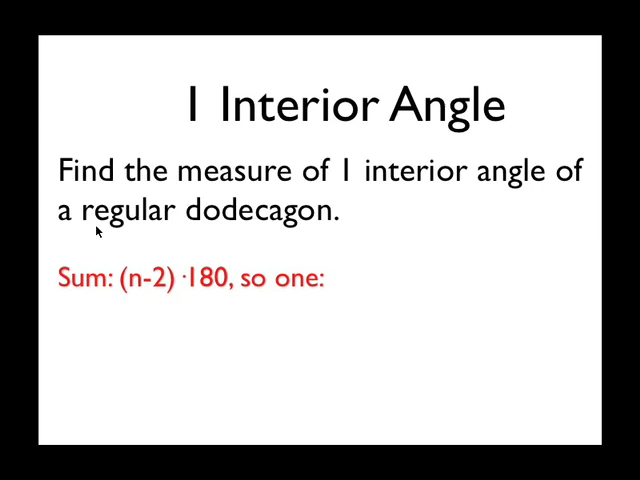 1 Interior Angle
Find the measure of 1 interior angle of
a regular dodecagon.
Sum: (n-2) ·180, so one: